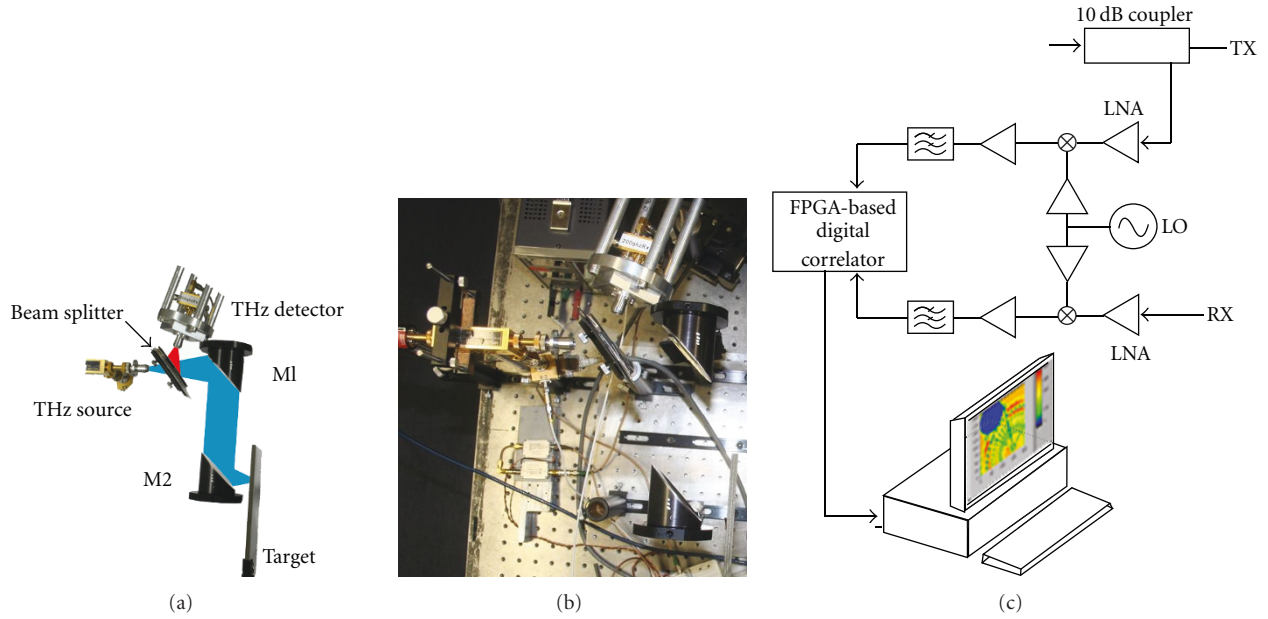 Beam splitter
THz detector
M1
THz source
M2
Target
(a)
(b)
10 dB coupler
TX
LNA
FPGA-based
digital
correlator
LO
RX
LNA
(c)